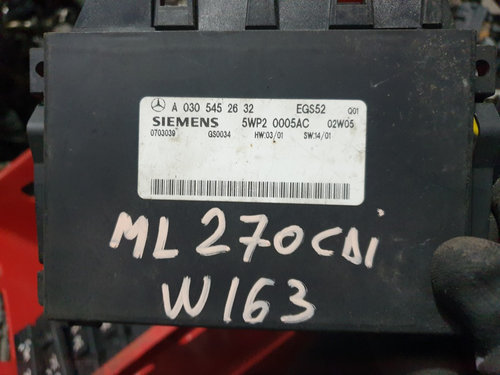 A 030 545 26 32 EGS52 Q01
SIEMENS 5WP2 0005AC 02W05
0703039 GS0034 HW:03/01 SW:14/01
ML 270 CDi
W163